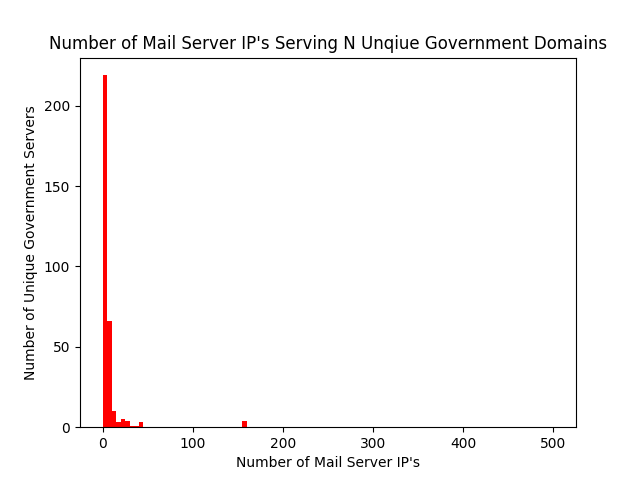 Number of Mail Server IP's Serving N Unqiue Government Domains
Number of Unique Government Servers
200
150
100
50
0
0 100 200 300 400 500
Number of Mail Server IP's